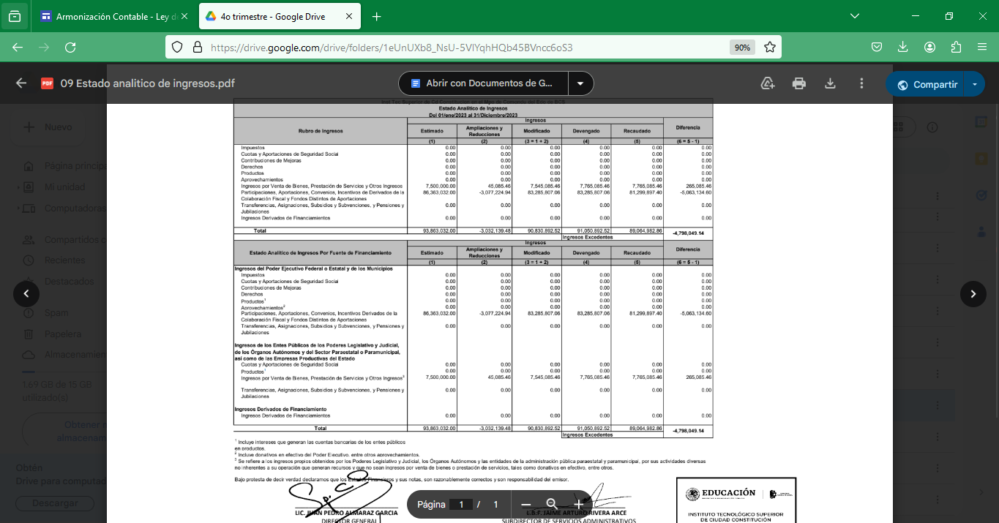 Armonización Contable - Ley d
4o trimestre - Google Drive
https://drive.google.com/drive/folders/1eUnUXb8_NsU-5VlYqhHQb45BVncc6oS3
90%
PDF
09 Estado analitico de ingresos.pdf
Abrir con Documentos de G...
Compartir
Nuevo
Página principa
Mi unidad
Computadoras
Compartidos c
Recientes
Destacados
Spam
Papelera
Almacenamien
1.69 GB de 15 GB
utilizado(s)
Obtener
almacenam
Obtén
Drive para computad
Descargar
Estado Analítico de Ingresos
Del 01/ene/2023 al 31/Diciembre/2023
Rubro de Ingresos
Ingresos
Diferencia
Estimado Ampliaciones y Reducciones Modificado Devengado Recaudado
(1) (2) (3 = 1 + 2) (4) (5) (6 = 5 - 1)
Impuestos 0.00 0.00 0.00 0.00 0.00 0.00
Cuotas y Aportaciones de Seguridad Social 0.00 0.00 0.00 0.00 0.00 0.00
Contribuciones de Mejoras 0.00 0.00 0.00 0.00 0.00 0.00
Derechos 0.00 0.00 0.00 0.00 0.00 0.00
Productos 0.00 0.00 0.00 0.00 0.00 0.00
Aprovechamientos 0.00 0.00 0.00 0.00 0.00 0.00
Ingresos por Venta de Bienes, Prestación de Servicios y Otros Ingresos 7,500,000.00 45,085.46 7,545,085.46 7,765,085.46 7,765,085.46 265,085.46
Participaciones, Aportaciones, Convenios, Incentivos de Derivados de la 86,363,032.00 -3,077,224.94 83,285,807.06 83,285,807.06 81,299,897.40 -5,063,134.60
Colaboración Fiscal y Fondos Distintos de Aportaciones
Transferencias, Asignaciones, Subsidios y Subvenciones, y Pensiones y 0.00 0.00 0.00 0.00 0.00 0.00
Jubilaciones
Ingresos Derivados de Financiamientos 0.00 0.00 0.00 0.00 0.00 0.00
Total 93,863,032.00 -3,032,139.48 90,830,892.52 91,050,892.52 89,064,982.86 -4,798,049.14
Ingresos Excedentes
Estado Analítico de Ingresos Por Fuente de Financiamiento
Ingresos
Diferencia
Estimado Ampliaciones y Reducciones Modificado Devengado Recaudado
(1) (2) (3 = 1 + 2) (4) (5) (6 = 5 - 1)
Ingresos del Poder Ejecutivo Federal o Estatal y de los Municipios
Impuestos 0.00 0.00 0.00 0.00 0.00 0.00
Cuotas y Aportaciones de Seguridad Social 0.00 0.00 0.00 0.00 0.00 0.00
Contribuciones de Mejoras 0.00 0.00 0.00 0.00 0.00 0.00
Derechos 0.00 0.00 0.00 0.00 0.00 0.00
Productos¹ 0.00 0.00 0.00 0.00 0.00 0.00
Aprovechamientos² 0.00 0.00 0.00 0.00 0.00 0.00
Participaciones, Aportaciones, Convenios, Incentivos Derivados de la 86,363,032.00 -3,077,224.94 83,285,807.06 83,285,807.06 81,299,897.40 -5,063,134.60
Colaboración Fiscal y Fondos Distintos de Aportaciones
Transferencias, Asignaciones, Subsidios y Subvenciones, y Pensiones y 0.00 0.00 0.00 0.00 0.00 0.00
Jubilaciones
Ingresos de los Entes Públicos de los Poderes Legislativo y Judicial,
de los Órganos Autónomos y del Sector Paraestatal o Paramunicipal,
así como de las Empresas Productivas del Estado
Cuotas y Aportaciones de Seguridad Social 0.00 0.00 0.00 0.00 0.00 0.00
Productos¹ 0.00 0.00 0.00 0.00 0.00 0.00
Ingresos por Venta de Bienes, Prestación de Servicios y Otros Ingresos³ 7,500,000.00 45,085.46 7,545,085.46 7,765,085.46 7,765,085.46 265,085.46
Transferencias, Asignaciones, Subsidios y Subvenciones, y Pensiones y 0.00 0.00 0.00 0.00 0.00 0.00
Jubilaciones
Ingresos Derivados de Financiamiento
Ingresos Derivados de Financiamientos 0.00 0.00 0.00 0.00 0.00 0.00
Total 93,863,032.00 -3,032,139.48 90,830,892.52 91,050,892.52 89,064,982.86 -4,798,049.14
Ingresos Excedentes
¹ Incluye intereses que generan las cuentas bancarias de los entes públicos
en productos.
² Incluye donativos en efectivo del Poder Ejecutivo, entre otros aprovechamientos.
³ Se refiere a los ingresos propios obtenidos por los Poderes Legislativo y Judicial, los Órganos Autónomos y las entidades de la administración pública paraestatal y paramunicipal, por sus actividades diversas
no inherentes a su operación que generan recursos y que no sean ingresos por venta de bienes o prestación de servicios, tales como donativos en efectivo, entre otros.
Bajo protesta de decir verdad declaramos que los Estados Financieros y sus notas, son razonablemente correctos y son responsabilidad del emisor.
LIC. JUAN PEDRO ALMARAZ GARCIA
DIRECTOR GENERAL
Página 1 / 1
E.B.F. JAIME ARTURO RIVERA ARCE
SUBDIRECTOR DE SERVICIOS ADMINISTRATIVOS
EDUCACIÓN
INSTITUTO TECNOLÓGICO SUPERIOR
DE CIUDAD CONSTITUCIÓN